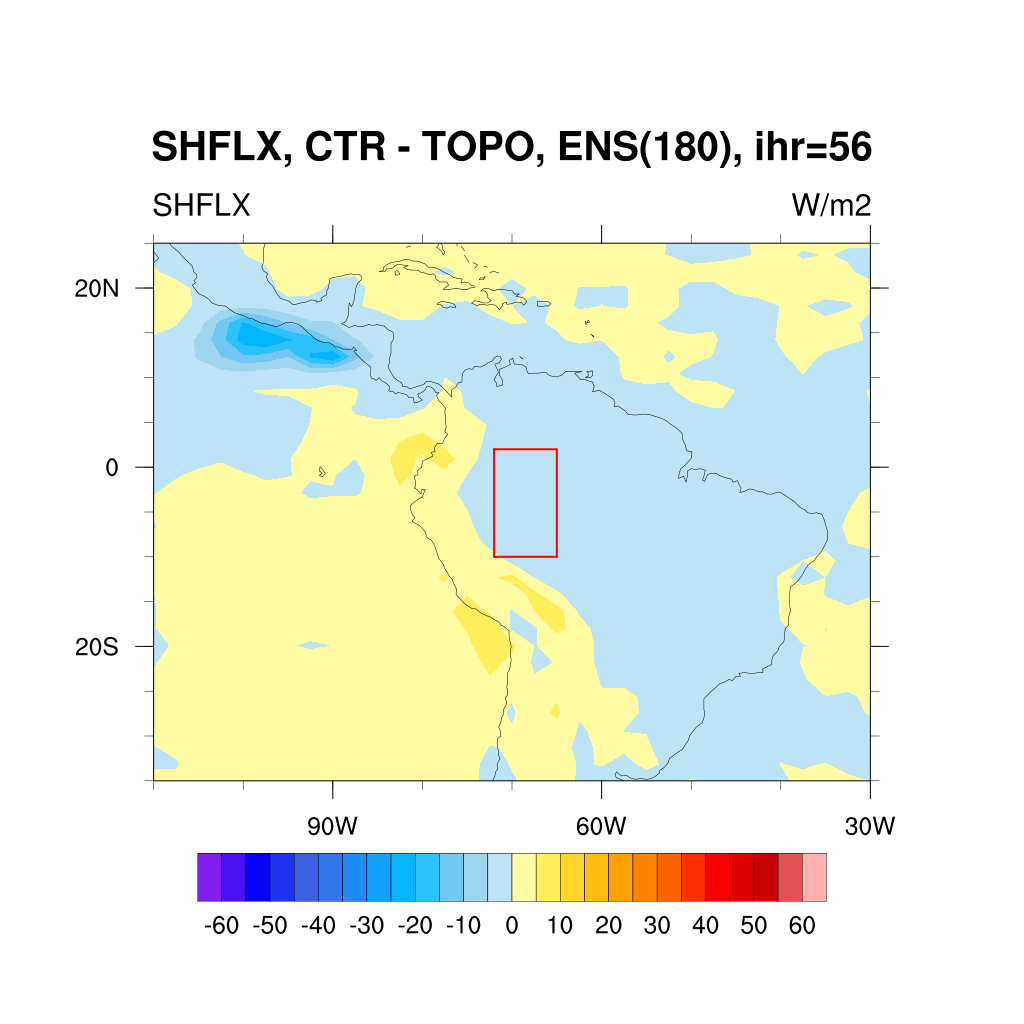 SHFLX, CTR - TOPO, ENS(180), ihr=56
SHFLX W/m2
20N
0
20S
90W 60W 30W
-60 -50 -40 -30 -20 -10 0 10 20 30 40 50 60